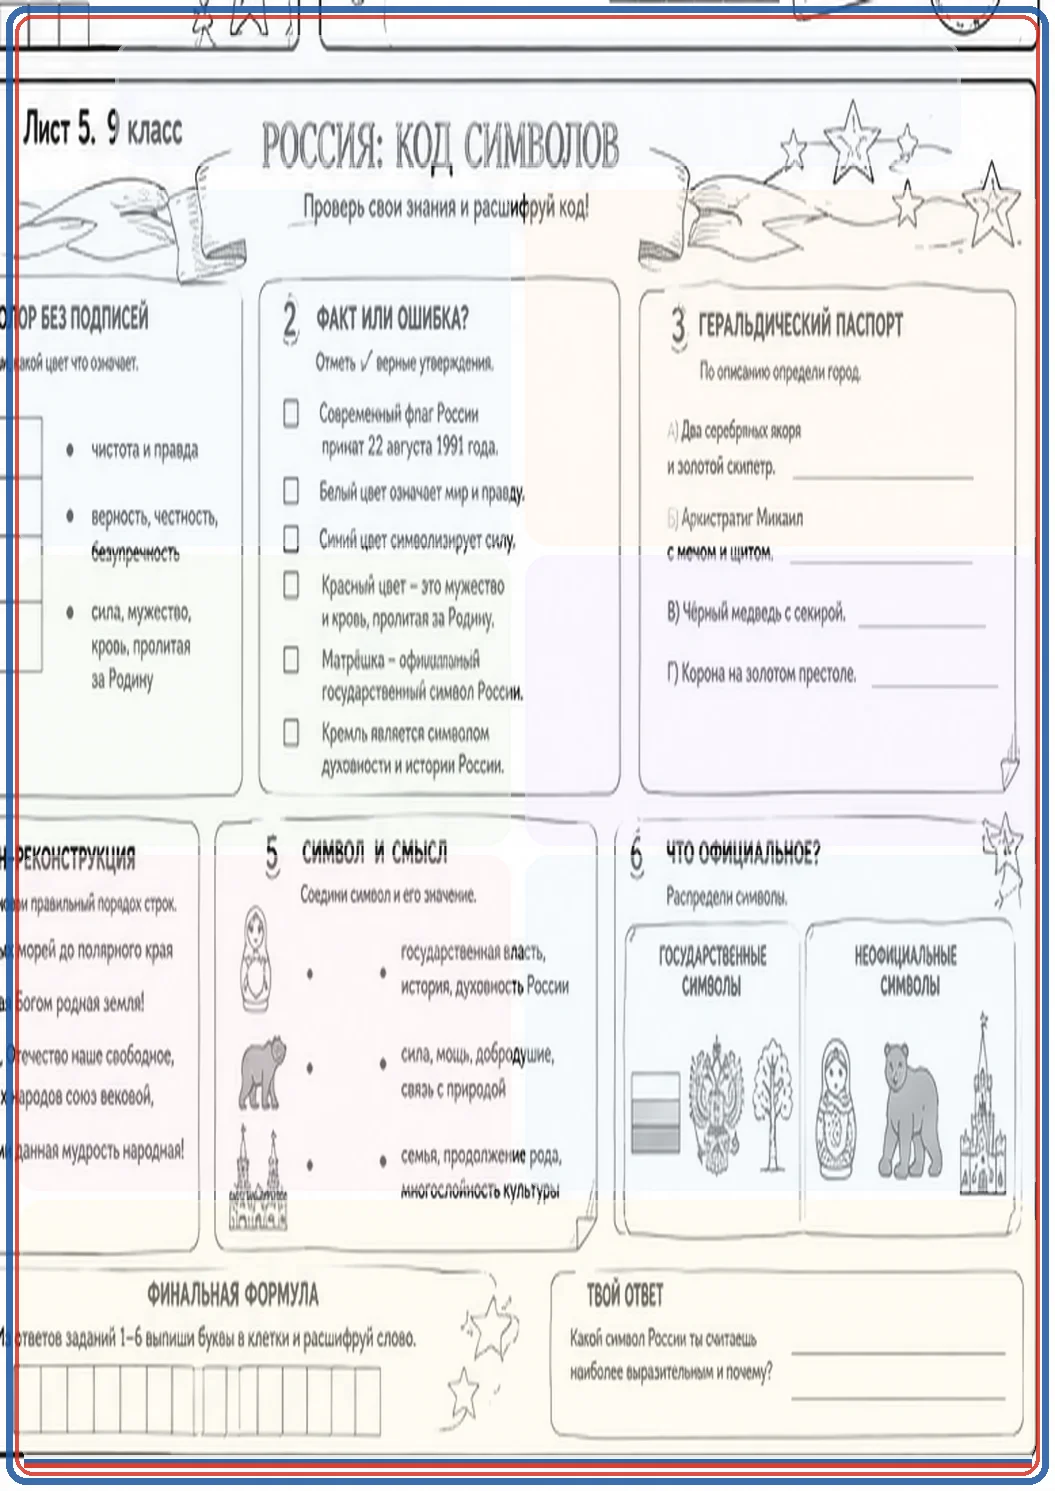 Лист 5. 9 класс
РОССИЯ: КОД СИМВОЛОВ
Проверь свои знания и расшифруй код!
БЕЗ ПОДПИСЕЙ
какой цвет что означает.
чистота и правда
верность, честность,
безупречность
сила, мужество,
кровь, пролитая
за Родину
2 ФАКТ ИЛИ ОШИБКА?
Отметь ✓ верные утверждения.
Современный флаг России
принят 22 августа 1991 года.
Белый цвет означает мир и правду.
Синий цвет символизирует силу.
Красный цвет – это мужество
и кровь, пролитая за Родину.
Матрёшка – официальный
государственный символ России.
Кремль является символом
духовности и истории России.
3 ГЕРАЛЬДИЧЕСКИЙ ПАСПОРТ
По описанию определи город.
А) Два серебряных якоря
и золотой скипетр.
Б) Архистратиг Михаил
с мечом и щитом.
В) Чёрный медведь с секирой.
Г) Корона на золотом престоле.
РЕКОНСТРУКЦИЯ
правильный порядок строк.
морей до полярного края
Богом родная земля!
Отечество наше свободное,
народов союз вековой,
данная мудрость народная!
5 СИМВОЛ И СМЫСЛ
Соедини символ и его значение.
государственная власть,
история, духовность России
сила, мощь, добродушие,
связь с природой
семья, продолжение рода,
многослойность культуры
6 ЧТО ОФИЦИАЛЬНОЕ?
Распредели символы.
ГОСУДАРСТВЕННЫЕ
СИМВОЛЫ
НЕОФИЦИАЛЬНЫЕ
СИМВОЛЫ
ФИНАЛЬНАЯ ФОРМУЛА
Из ответов заданий 1–6 выпиши буквы в клетки и расшифруй слово.
ТВОЙ ОТВЕТ
Какой символ России ты считаешь
наиболее выразительным и почему?